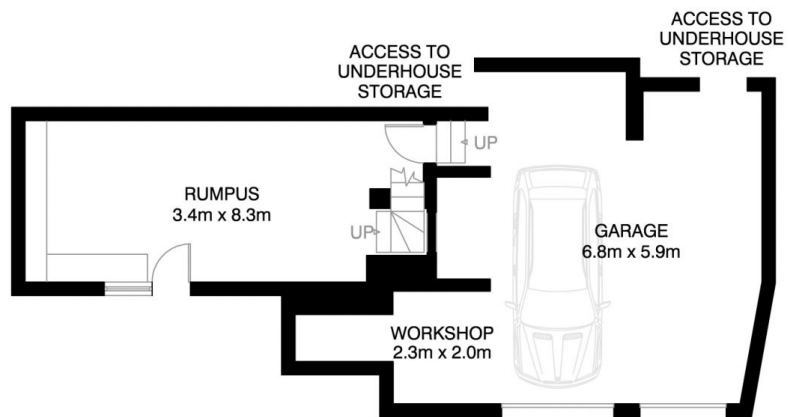 ACCESS TO
UNDERHOUSE
STORAGE
ACCESS TO
UNDERHOUSE
STORAGE
UP
RUMPUS
3.4m x 8.3m
UP
GARAGE
6.8m x 5.9m
WORKSHOP
2.3m x 2.0m